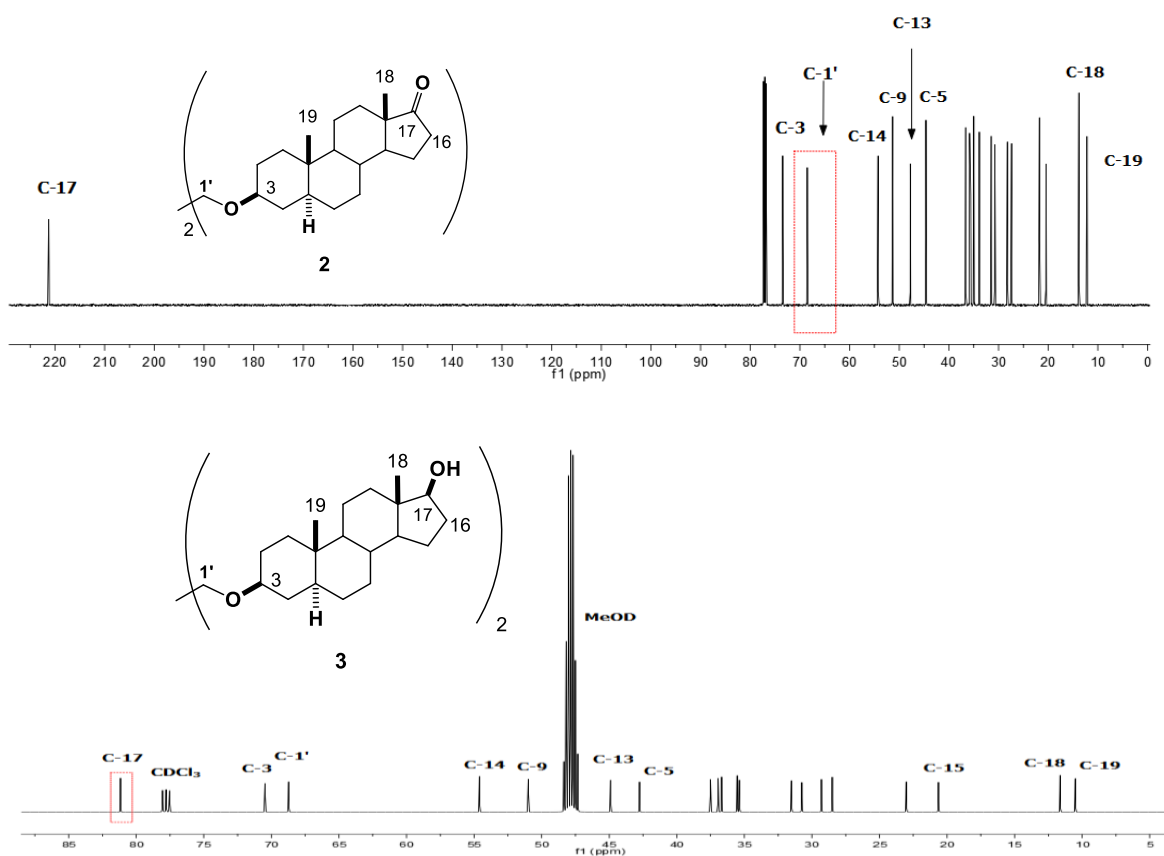 C-13
C-1'
C-18
C-9
C-5
C-3
C-14
C-19
C-17
18
O
19
17
16
1'
3
O
2
H
2
220 210 200 190 180 170 160 150 140 130 120 110 100 90 80 70 60 50 40 30 20 10 0
f1 (ppm)
18
OH
19
17
16
1'
3
O
H
2
3
MeOD
C-17
CDCl₃
C-3
C-1'
C-14
C-9
C-13
C-5
C-15
C-18
C-19
85 80 75 70 65 60 55 50 45 40 35 30 25 20 15 10 5
f1 (ppm)